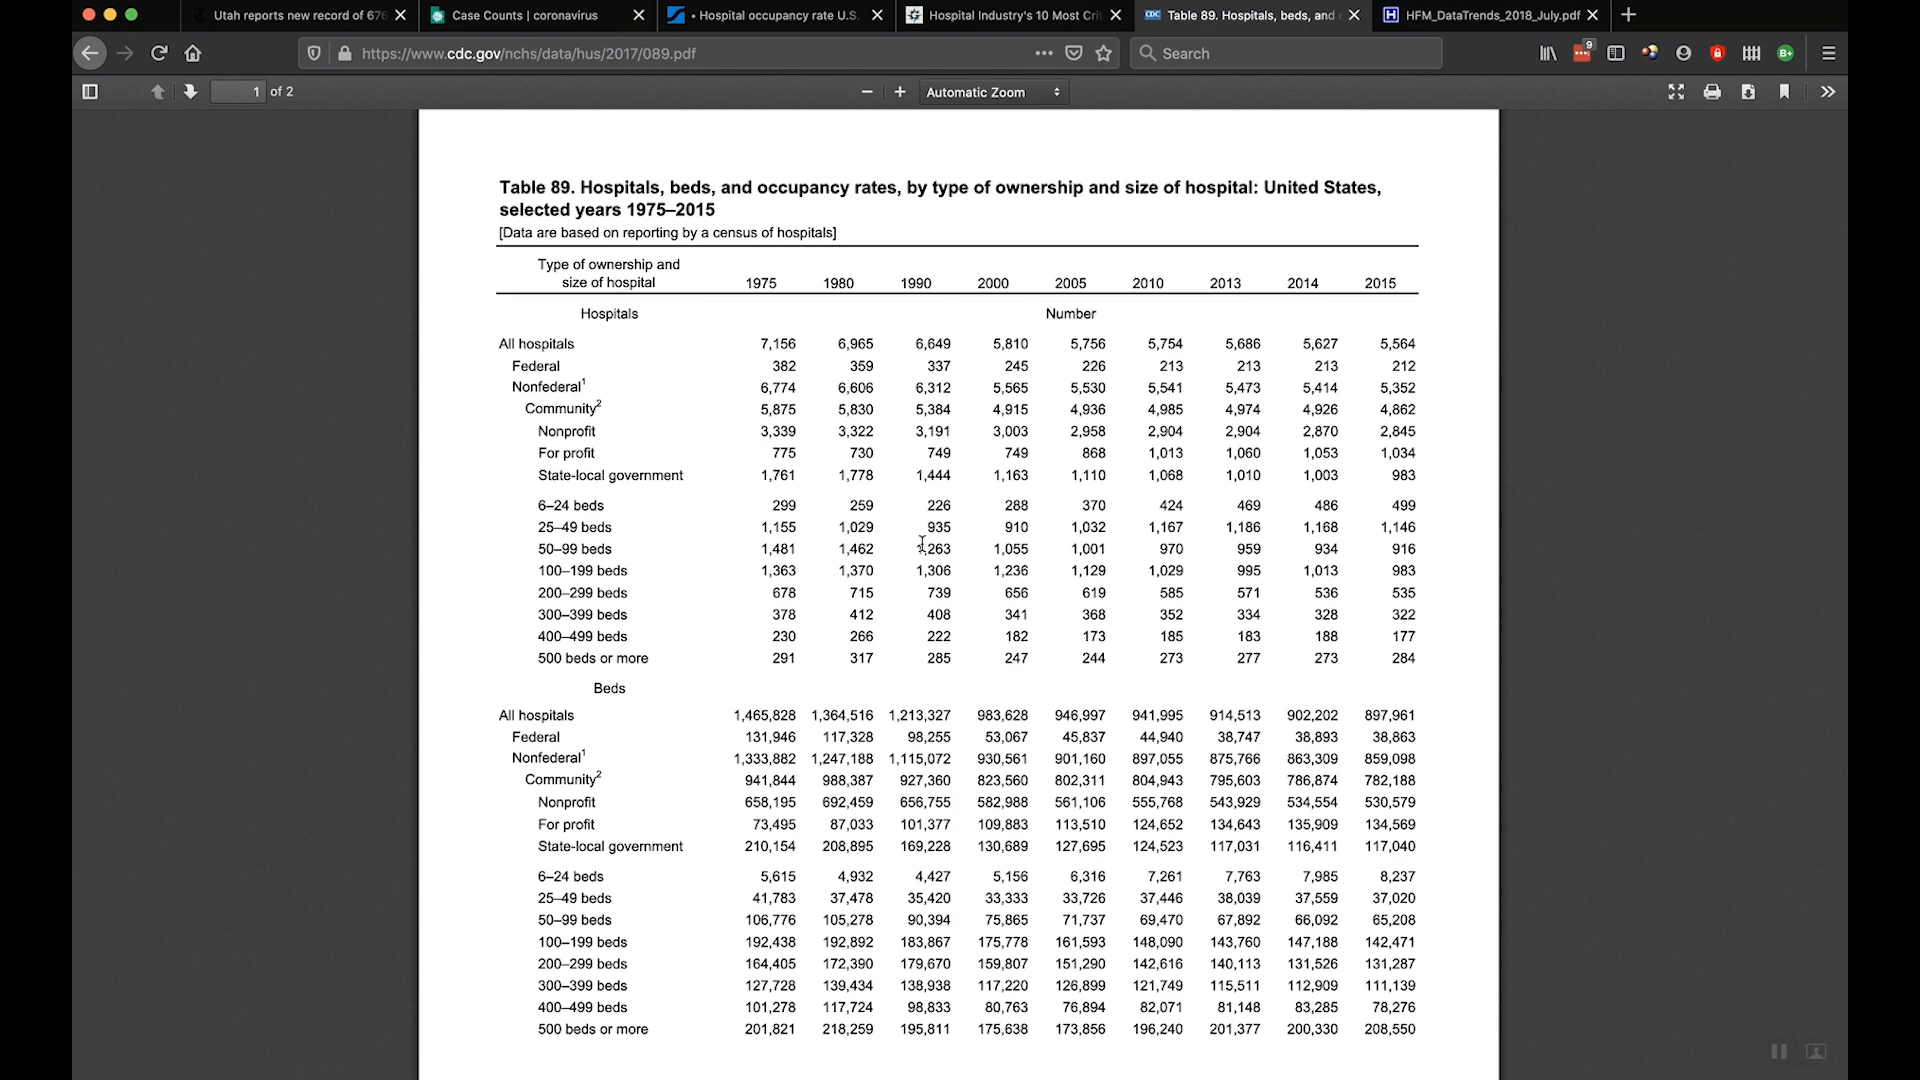 Utah reports new record of 676
Case Counts | coronavirus
• Hospital occupancy rate U.S.
Hospital Industry's 10 Most Cri
CDC Table 89. Hospitals, beds, and
HFM_DataTrends_2018_July.pdf
https://www.cdc.gov/nchs/data/hus/2017/089.pdf
Search
9
B+
1 of 2
Automatic Zoom
Table 89. Hospitals, beds, and occupancy rates, by type of ownership and size of hospital: United States,
selected years 1975–2015
[Data are based on reporting by a census of hospitals]
Type of ownership and
size of hospital 1975 1980 1990 2000 2005 2010 2013 2014 2015
Hospitals Number
All hospitals 7,156 6,965 6,649 5,810 5,756 5,754 5,686 5,627 5,564
Federal 382 359 337 245 226 213 213 213 212
Nonfederal1 6,774 6,606 6,312 5,565 5,530 5,541 5,473 5,414 5,352
Community2 5,875 5,830 5,384 4,915 4,936 4,985 4,974 4,926 4,862
Nonprofit 3,339 3,322 3,191 3,003 2,958 2,904 2,904 2,870 2,845
For profit 775 730 749 749 868 1,013 1,060 1,053 1,034
State-local government 1,761 1,778 1,444 1,163 1,110 1,068 1,010 1,003 983
6–24 beds 299 259 226 288 370 424 469 486 499
25–49 beds 1,155 1,029 935 910 1,032 1,167 1,186 1,168 1,146
50–99 beds 1,481 1,462 1,263 1,055 1,001 970 959 934 916
100–199 beds 1,363 1,370 1,306 1,236 1,129 1,029 995 1,013 983
200–299 beds 678 715 739 656 619 585 571 536 535
300–399 beds 378 412 408 341 368 352 334 328 322
400–499 beds 230 266 222 182 173 185 183 188 177
500 beds or more 291 317 285 247 244 273 277 273 284
Beds
All hospitals 1,465,828 1,364,516 1,213,327 983,628 946,997 941,995 914,513 902,202 897,961
Federal 131,946 117,328 98,255 53,067 45,837 44,940 38,747 38,893 38,863
Nonfederal1 1,333,882 1,247,188 1,115,072 930,561 901,160 897,055 875,766 863,309 859,098
Community2 941,844 988,387 927,360 823,560 802,311 804,943 795,603 786,874 782,188
Nonprofit 658,195 692,459 656,755 582,988 561,106 555,768 543,929 534,554 530,579
For profit 73,495 87,033 101,377 109,883 113,510 124,652 134,643 135,909 134,569
State-local government 210,154 208,895 169,228 130,689 127,695 124,523 117,031 116,411 117,040
6–24 beds 5,615 4,932 4,427 5,156 6,316 7,261 7,763 7,985 8,237
25–49 beds 41,783 37,478 35,420 33,333 33,726 37,446 38,039 37,559 37,020
50–99 beds 106,776 105,278 90,394 75,865 71,737 69,470 67,892 66,092 65,208
100–199 beds 192,438 192,892 183,867 175,778 161,593 148,090 143,760 147,188 142,471
200–299 beds 164,405 172,390 179,670 159,807 151,290 142,616 140,113 131,526 131,287
300–399 beds 127,728 139,434 138,938 117,220 126,899 121,749 115,511 112,909 111,139
400–499 beds 101,278 117,724 98,833 80,763 76,894 82,071 81,148 83,285 78,276
500 beds or more 201,821 218,259 195,811 175,638 173,856 196,240 201,377 200,330 208,550